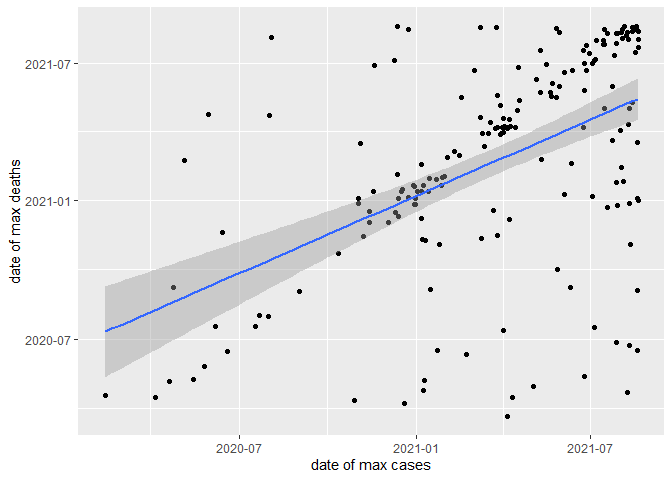 2021-07
2021-01
2020-07
date of max deaths
2020-07 2021-01 2021-07
date of max cases